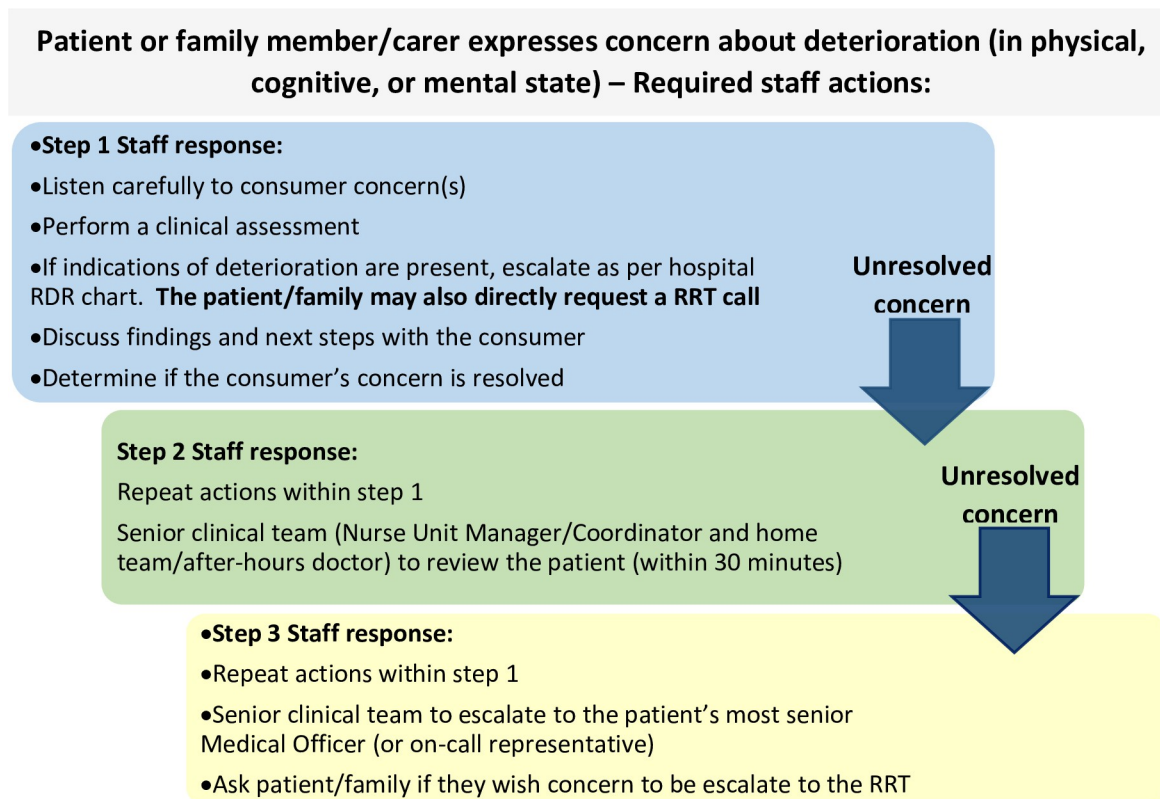 Patient or family member/carer expresses concern about deterioration (in physical,
cognitive, or mental state) – Required staff actions:
•Step 1 Staff response:
•Listen carefully to consumer concern(s)
•Perform a clinical assessment
•If indications of deterioration are present, escalate as per hospital
RDR chart.  The patient/family may also directly request a RRT call
•Discuss findings and next steps with the consumer
•Determine if the consumer’s concern is resolved
Unresolved
concern
Step 2 Staff response:
Repeat actions within step 1
Senior clinical team (Nurse Unit Manager/Coordinator and home
team/after-hours doctor) to review the patient (within 30 minutes)
Unresolved
concern
•Step 3 Staff response:
•Repeat actions within step 1
•Senior clinical team to escalate to the patient’s most senior
Medical Officer (or on-call representative)
•Ask patient/family if they wish concern to be escalate to the RRT